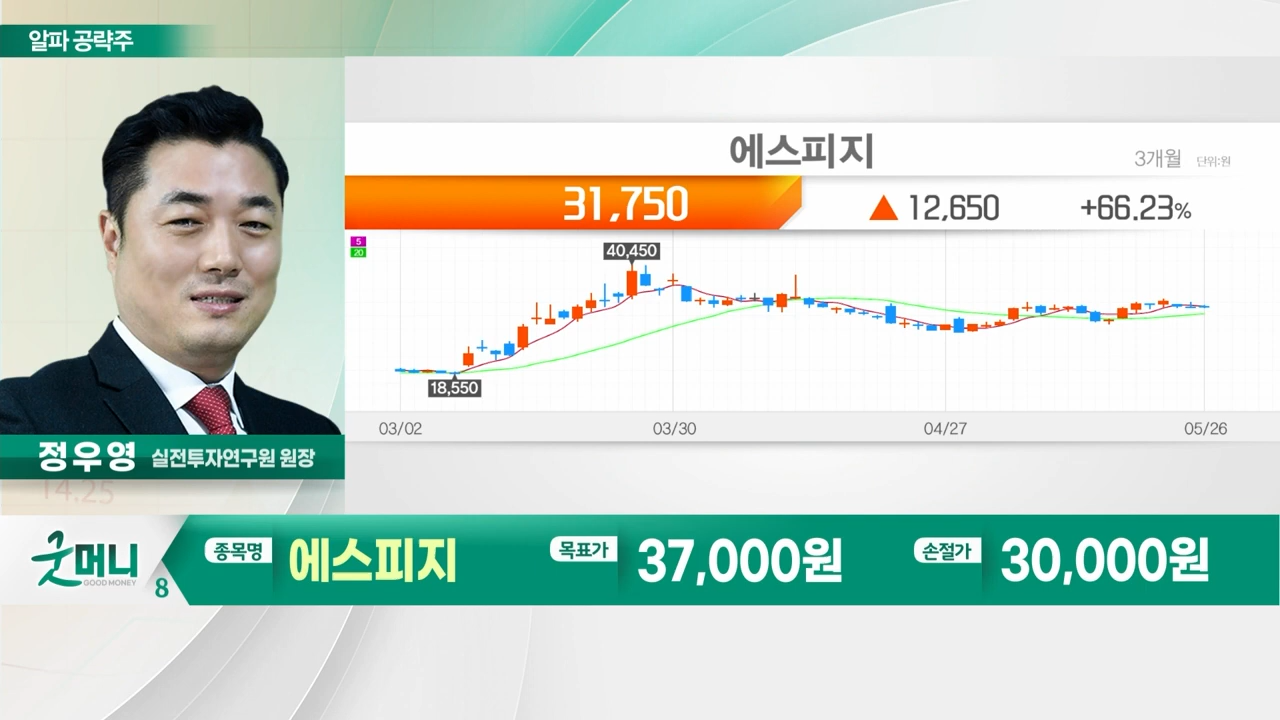 알파 공략주
에스피지
3개월 단위:원
31,750 ▲ 12,650 +66.23%
5
20
40,450
18,550
03/02 03/30 04/27 05/26
정우영 실전투자연구원 원장
14.25
굿머니 GOOD MONEY 8
종목명 에스피지 목표가 37,000원 손절가 30,000원